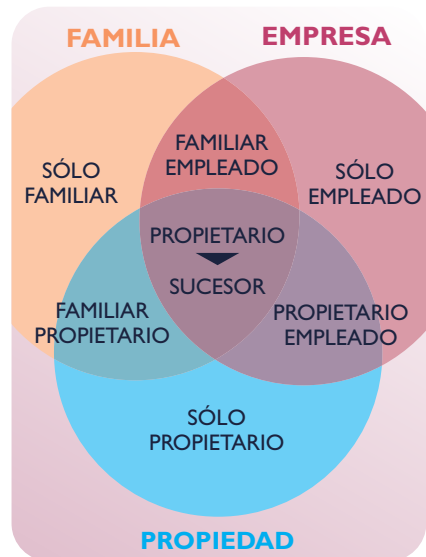 FAMILIA
EMPRESA
FAMILIAR
EMPLEADO
SÓLO
FAMILIAR
SÓLO
EMPLEADO
PROPIETARIO
SUCESOR
FAMILIAR
PROPIETARIO
PROPIETARIO
EMPLEADO
SÓLO
PROPIETARIO
PROPIEDAD